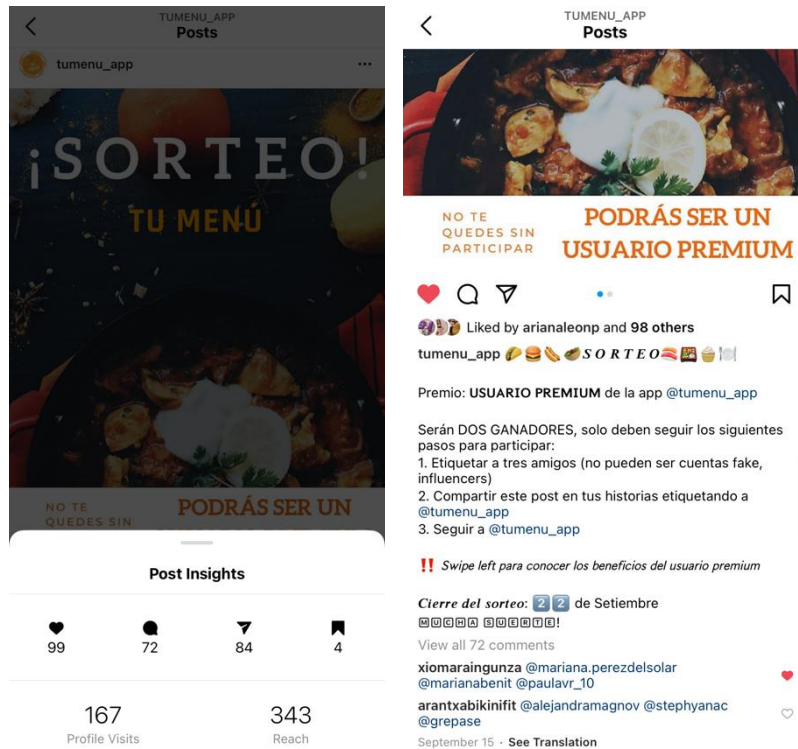 TUMENU_APP
Posts
tumenu_app
¡SORTEO!
TU MENÚ
NO TE
QUEDES SIN
PODRÁS SER UN
Post Insights
99
72
84
4
167
Profile Visits
343
Reach
TUMENU_APP
Posts
NO TE
QUEDES SIN
PARTICIPAR
PODRÁS SER UN
USUARIO PREMIUM
Liked by arianaleonp and 98 others
tumenu_app 🌮🍔🌭🥙𝑺 𝑶 𝑹 𝑻 𝑬 𝑶🍣🍱🧁🍽️
Premio: 𝗨𝗦𝗨𝗔𝗥𝗜𝗢 𝗣𝗥𝗘𝗠𝗜𝗨𝗠 de la app @tumenu_app
Serán DOS GANADORES, solo deben seguir los siguientes
pasos para participar:
1. Etiquetar a tres amigos (no pueden ser cuentas fake,
influencers)
2. Compartir este post en tus historias etiquetando a
@tumenu_app
3. Seguir a @tumenu_app
‼️ 𝘚𝘸𝘪𝘱𝘦 𝘭𝘦𝘧𝘵 𝘱𝘢𝘳𝘢 𝘤𝘰𝘯𝘰𝘤𝘦𝘳 𝘭𝘰𝘴 𝘣𝘦𝘯𝘦𝘧𝘪𝘤𝘪𝘰𝘴 𝘥𝘦𝘭 𝘶𝘴𝘶𝘢𝘳𝘪𝘰 𝘱𝘳𝘦𝘮𝘪𝘶𝘮
𝑪𝒊𝒆𝒓𝒓𝒆 𝒅𝒆𝒍 𝒔𝒐𝒓𝒕𝒆𝒐: 2️⃣2️⃣ de Setiembre
🄼🅄🄲🄷🄰 🅂🅄🄴🅁🅃🄴!
View all 72 comments
xiomaraingunza @mariana.perezdelsolar
@marianabenit @paulavr_10
arantxabikinifit @alejandramagnov @stephyanac
@grepase
September 15 · See Translation